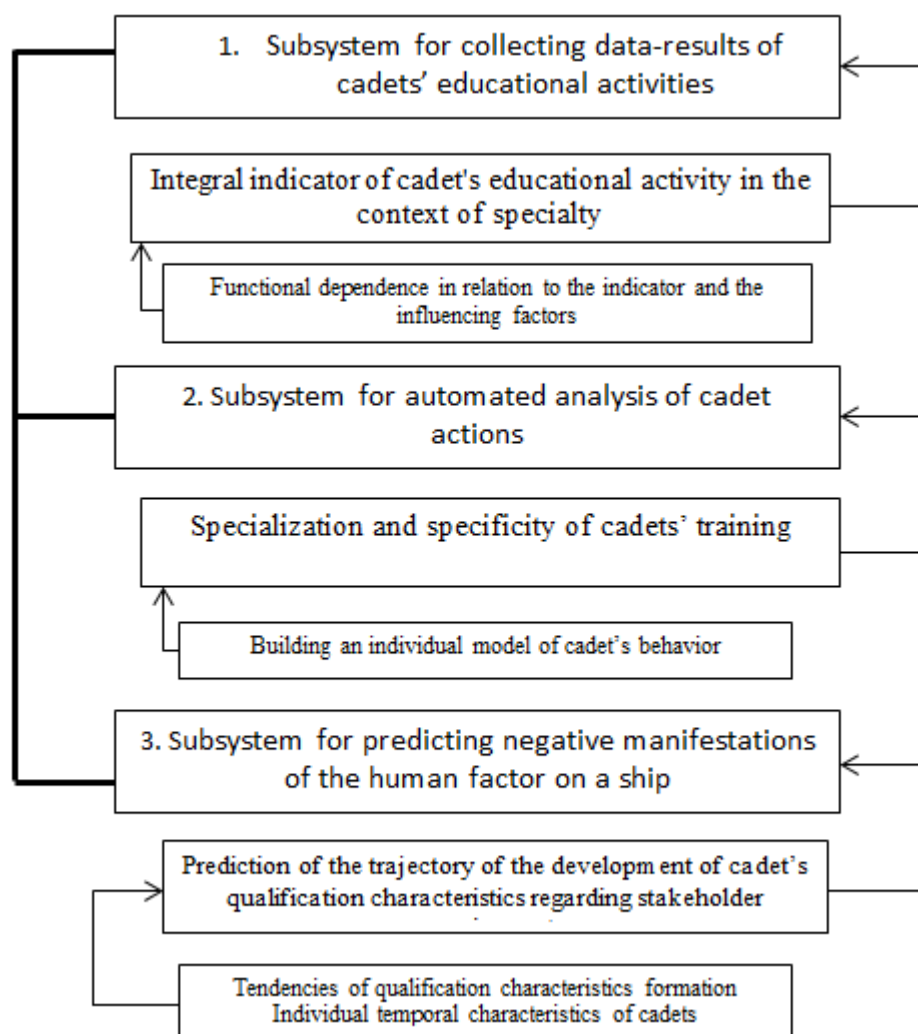 1. Subsystem for collecting data-results of
cadets’ educational activities
Integral indicator of cadet's educational activity in the
context of specialty
Functional dependence in relation to the indicator and the
influencing factors
2. Subsystem for automated analysis of cadet
actions
Specialization and specificity of cadets’ training
Building an individual model of cadet’s behavior
3. Subsystem for predicting negative manifestations
of the human factor on a ship
Prediction of the trajectory of the development of cadet’s
qualification characteristics regarding stakeholder
Tendencies of qualification characteristics formation
Individual temporal characteristics of cadets